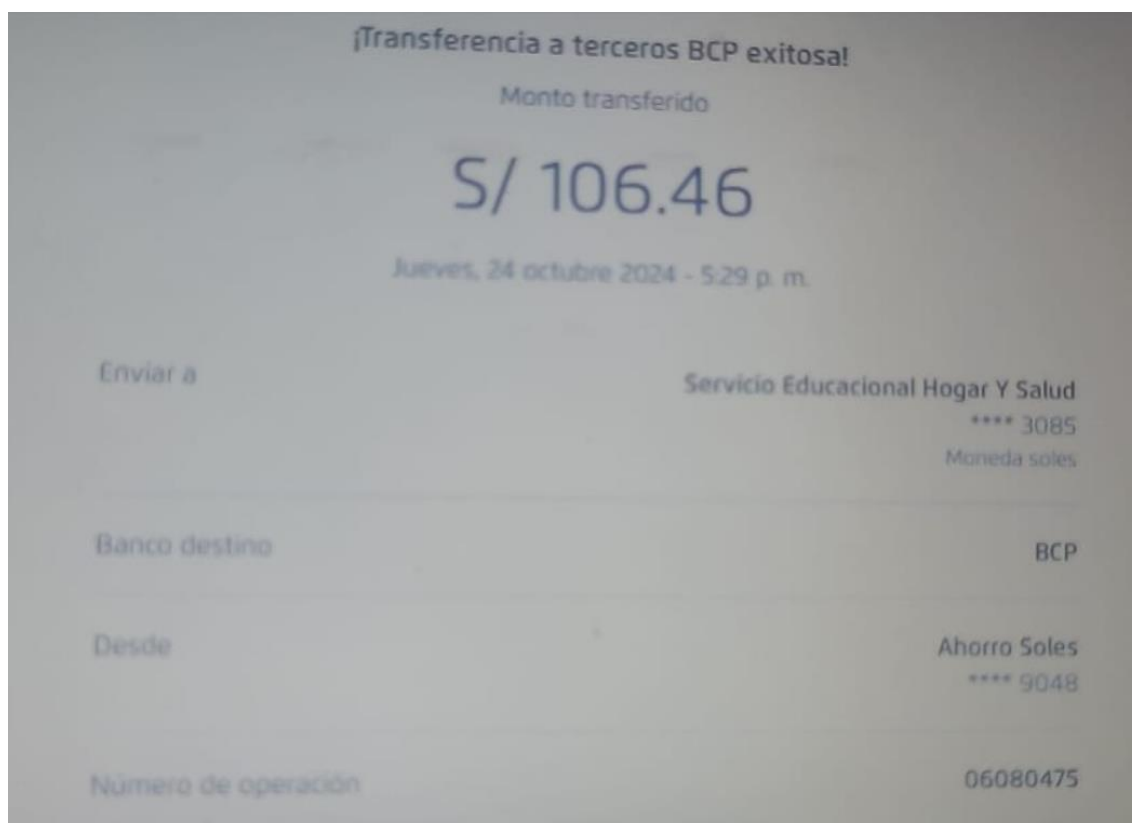 ¡Transferencia a terceros BCP exitosa!
Monto transferido
S/ 106.46
Jueves, 24 octubre 2024 - 5:29 p. m.
Enviar a
Servicio Educacional Hogar Y Salud
**** 3085
Moneda soles
Banco destino
BCP
Desde
Ahorro Soles
**** 9048
Número de operación
06080475